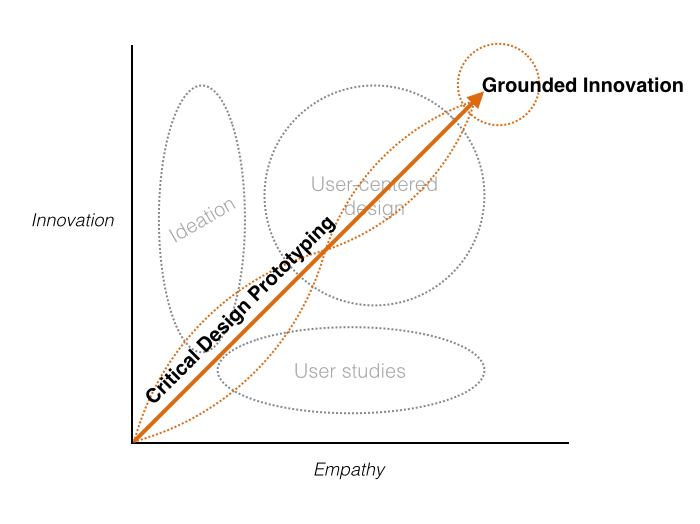 Grounded Innovation
User-centered
design
Ideation
Innovation
Critical Design Prototyping
User studies
Empathy